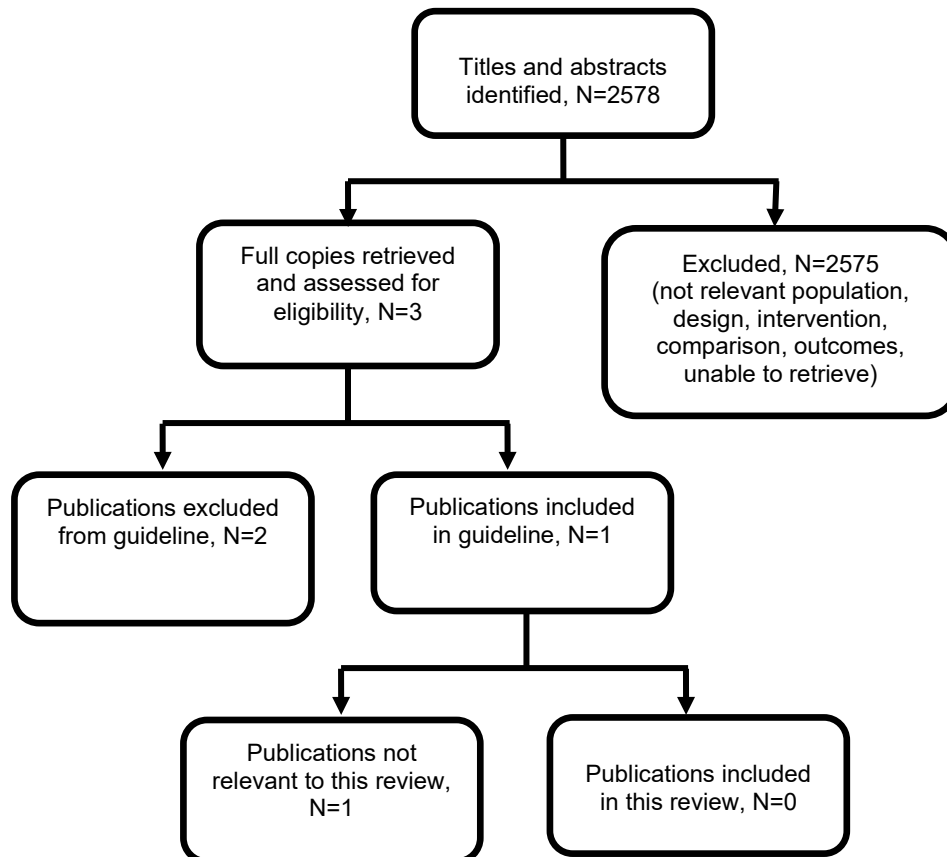 Titles and abstracts
identified, N=2578
Full copies retrieved
and assessed for
eligibility, N=3
Excluded, N=2575
(not relevant population,
design, intervention,
comparison, outcomes,
unable to retrieve)
Publications excluded
from guideline, N=2
Publications included
in guideline, N=1
Publications not
relevant to this review,
N=1
Publications included
in this review, N=0